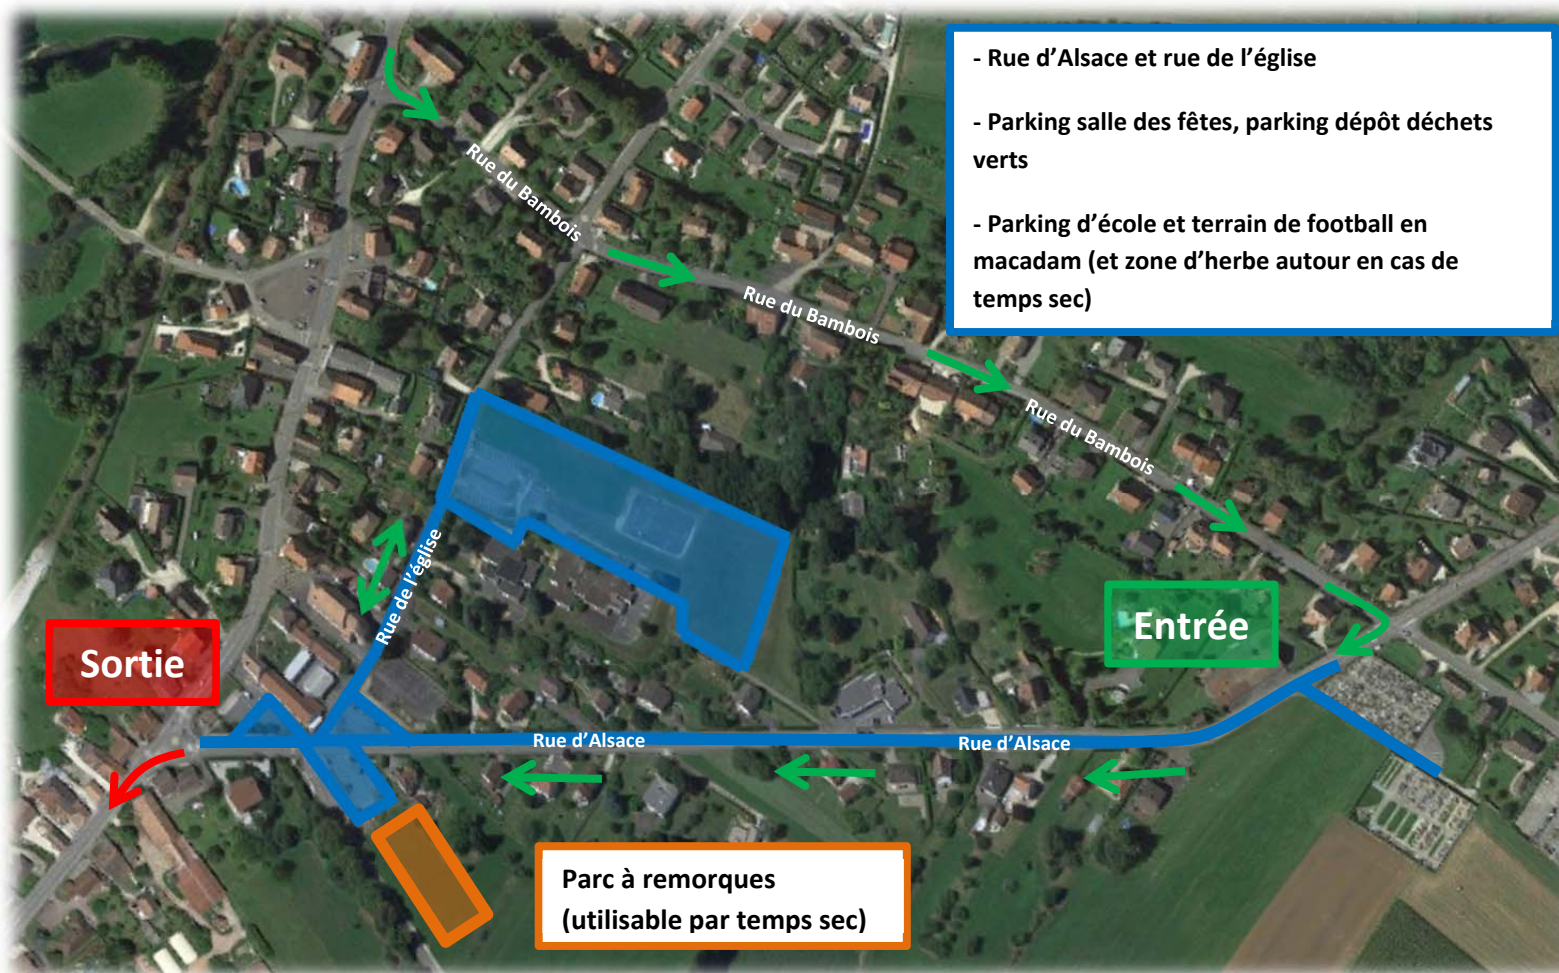 - Rue d'Alsace et rue de l'église
- Parking salle des fêtes, parking dépôt déchets
verts
- Parking d'école et terrain de football en
macadam (et zone d'herbe autour en cas de
temps sec)
Rue du Bambois
Rue du Bambois
Rue du Bambois
Rue de l'église
Entrée
Sortie
Rue d'Alsace
Rue d'Alsace
Parc à remorques
(utilisable par temps sec)